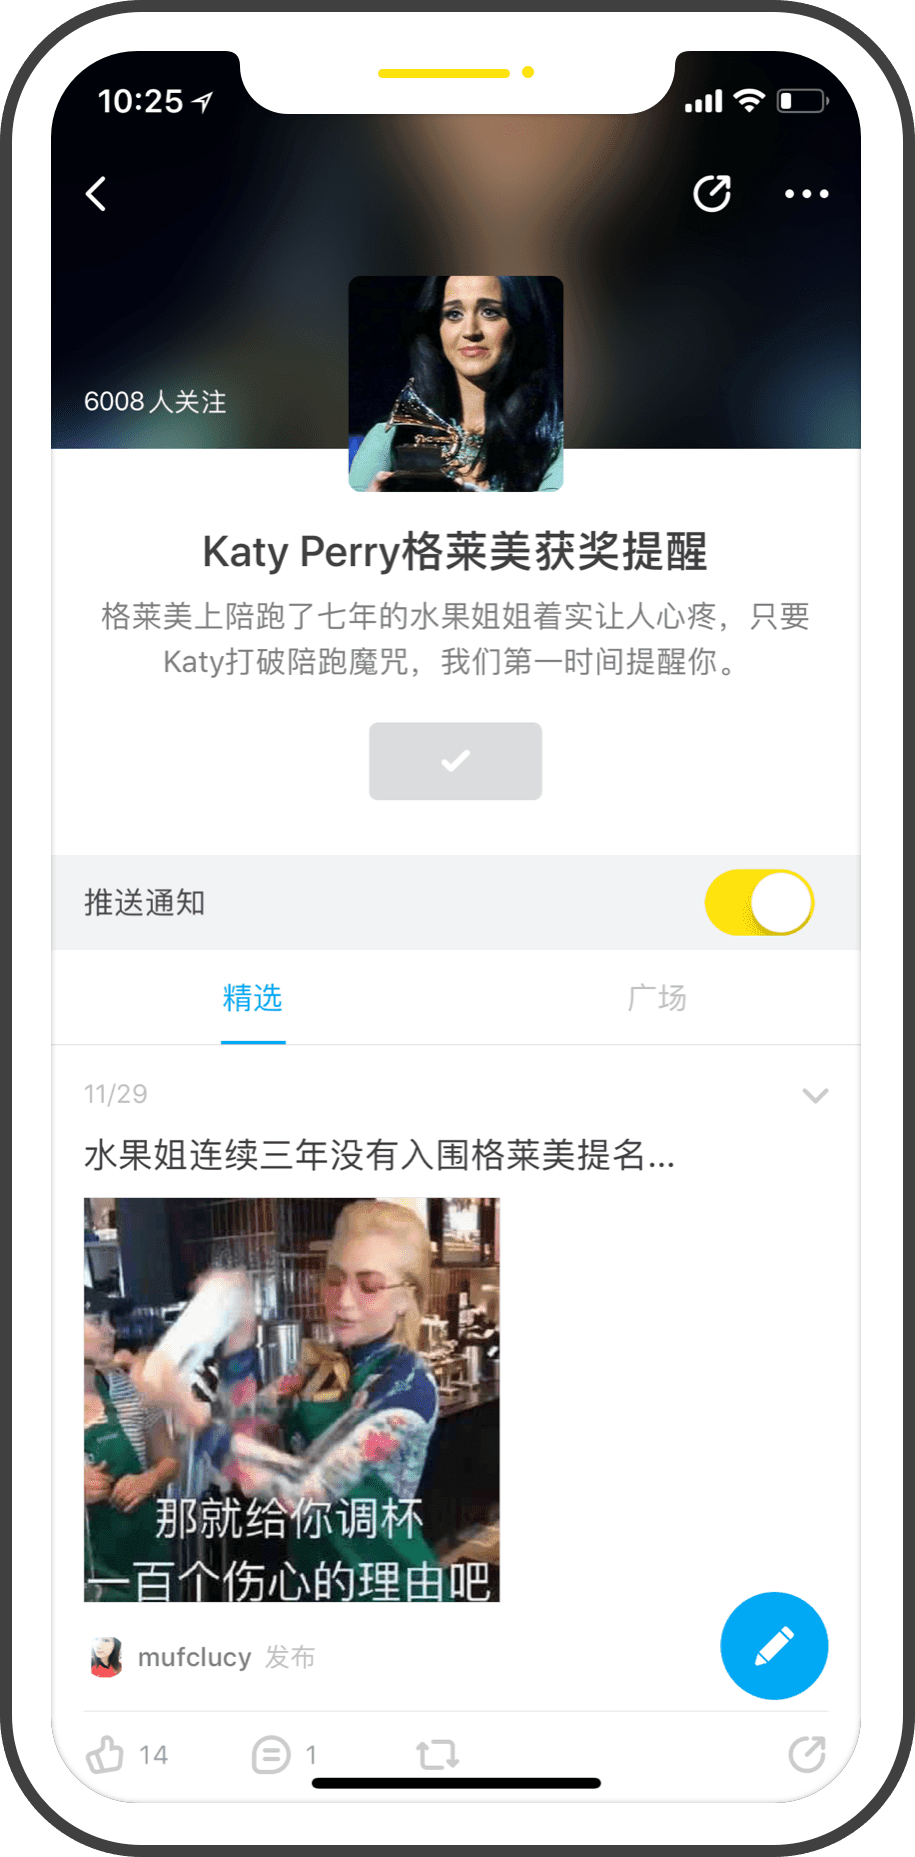 10:25
6008人关注
Katy Perry格莱美获奖提醒
格莱美上陪跑了七年的水果姐姐着实让人心疼，只要
Katy打破陪跑魔咒，我们第一时间提醒你。
推送通知
精选 广场
11/29
水果姐连续三年没有入围格莱美提名...
那就给你调杯
一百个伤心的理由吧
mufclucy 发布
14 1